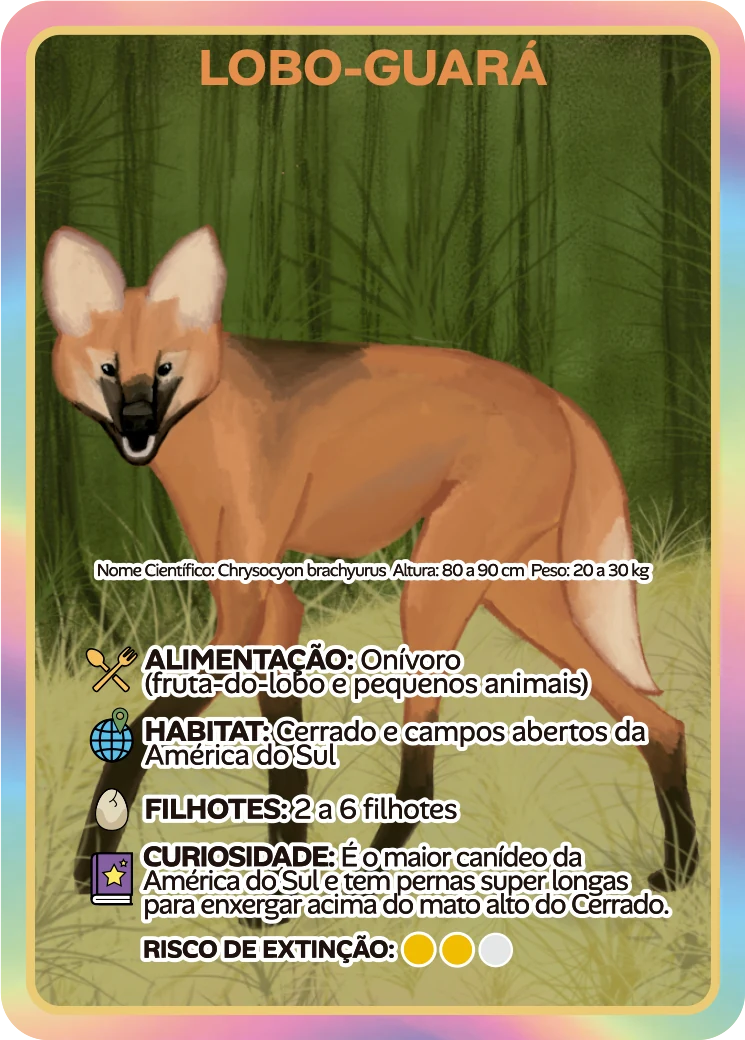 LOBO-GUARÁ
Nome Científico: Chrysocyon brachyurus Altura: 80 a 90 cm Peso: 20 a 30 kg
ALIMENTAÇÃO: Onívoro
(fruta-do-lobo e pequenos animais)
HABITAT: Cerrado e campos abertos da
América do Sul
FILHOTES: 2 a 6 filhotes
CURIOSIDADE: É o maior canídeo da
América do Sul e tem pernas super longas
para enxergar acima do mato alto do Cerrado.
RISCO DE EXTINÇÃO: